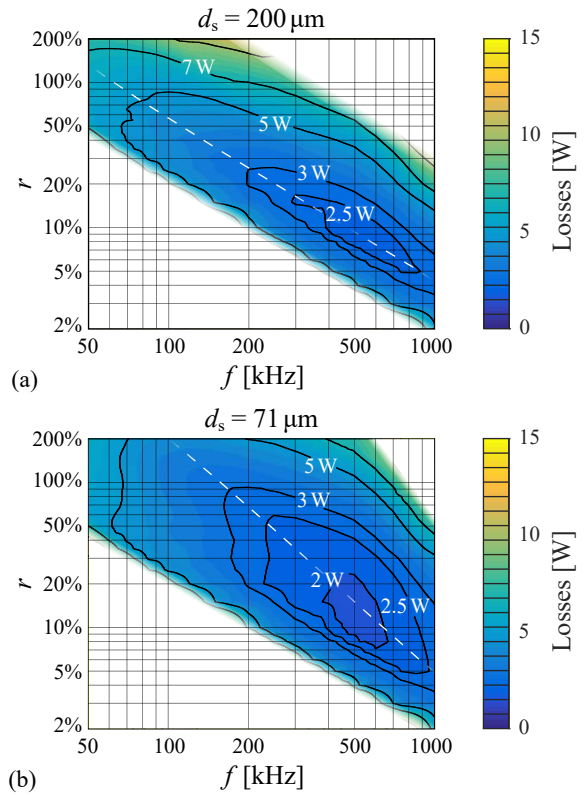 d_s = 200 μm
200%
100%
50%
20%
10%
5%
2%
r
7 W
5 W
3 W
2.5 W
50 100 200 500 1000
f [kHz]
15
10
5
0
Losses [W]
(a)
d_s = 71 μm
200%
100%
50%
20%
10%
5%
2%
r
5 W
3 W
2 W
2.5 W
50 100 200 500 1000
f [kHz]
15
10
5
0
Losses [W]
(b)